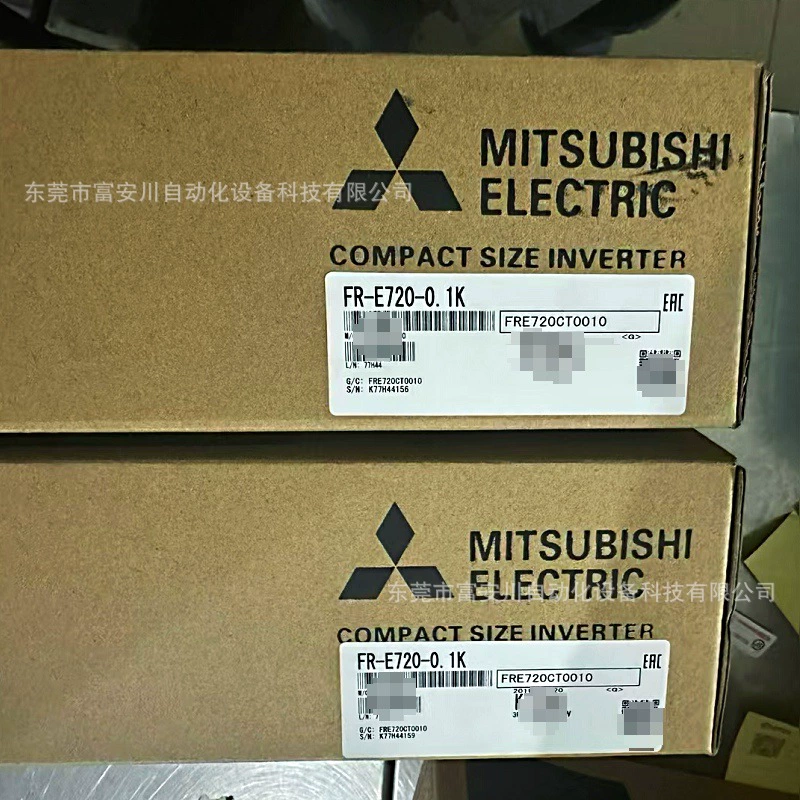 MITSUBISHI
ELECTRIC
东莞市富安川自动化设备科技有限公司
COMPACT SIZE INVERTER
FR-E720-0.1K
EAC
FRE720CT0010
<G>
L/N: 77H44
G/C: FRE720CT0010
S/N: K77H44156
MITSUBISHI
ELECTRIC
东莞市富安川自动化设备科技有限公司
COMPACT SIZE INVERTER
FR-E720-0.1K
EAC
FRE720CT0010
<G>
G/C: FRE720CT0010
S/N: K77H44159